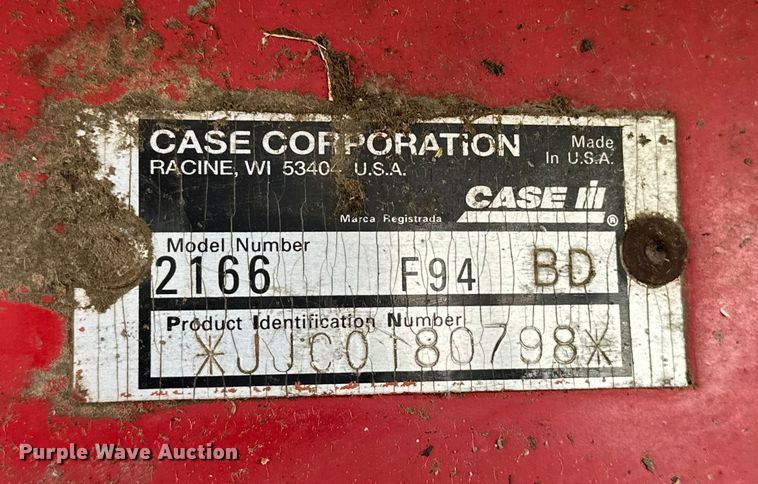 CASE CORPORATION
Made
In U.S.A.
RACINE, WI 53404 U.S.A.
CASE IH
Marca Registrada ®
Model Number
2166 F94 BD
Product Identification Number
*JJC0180798*
Purple Wave Auction